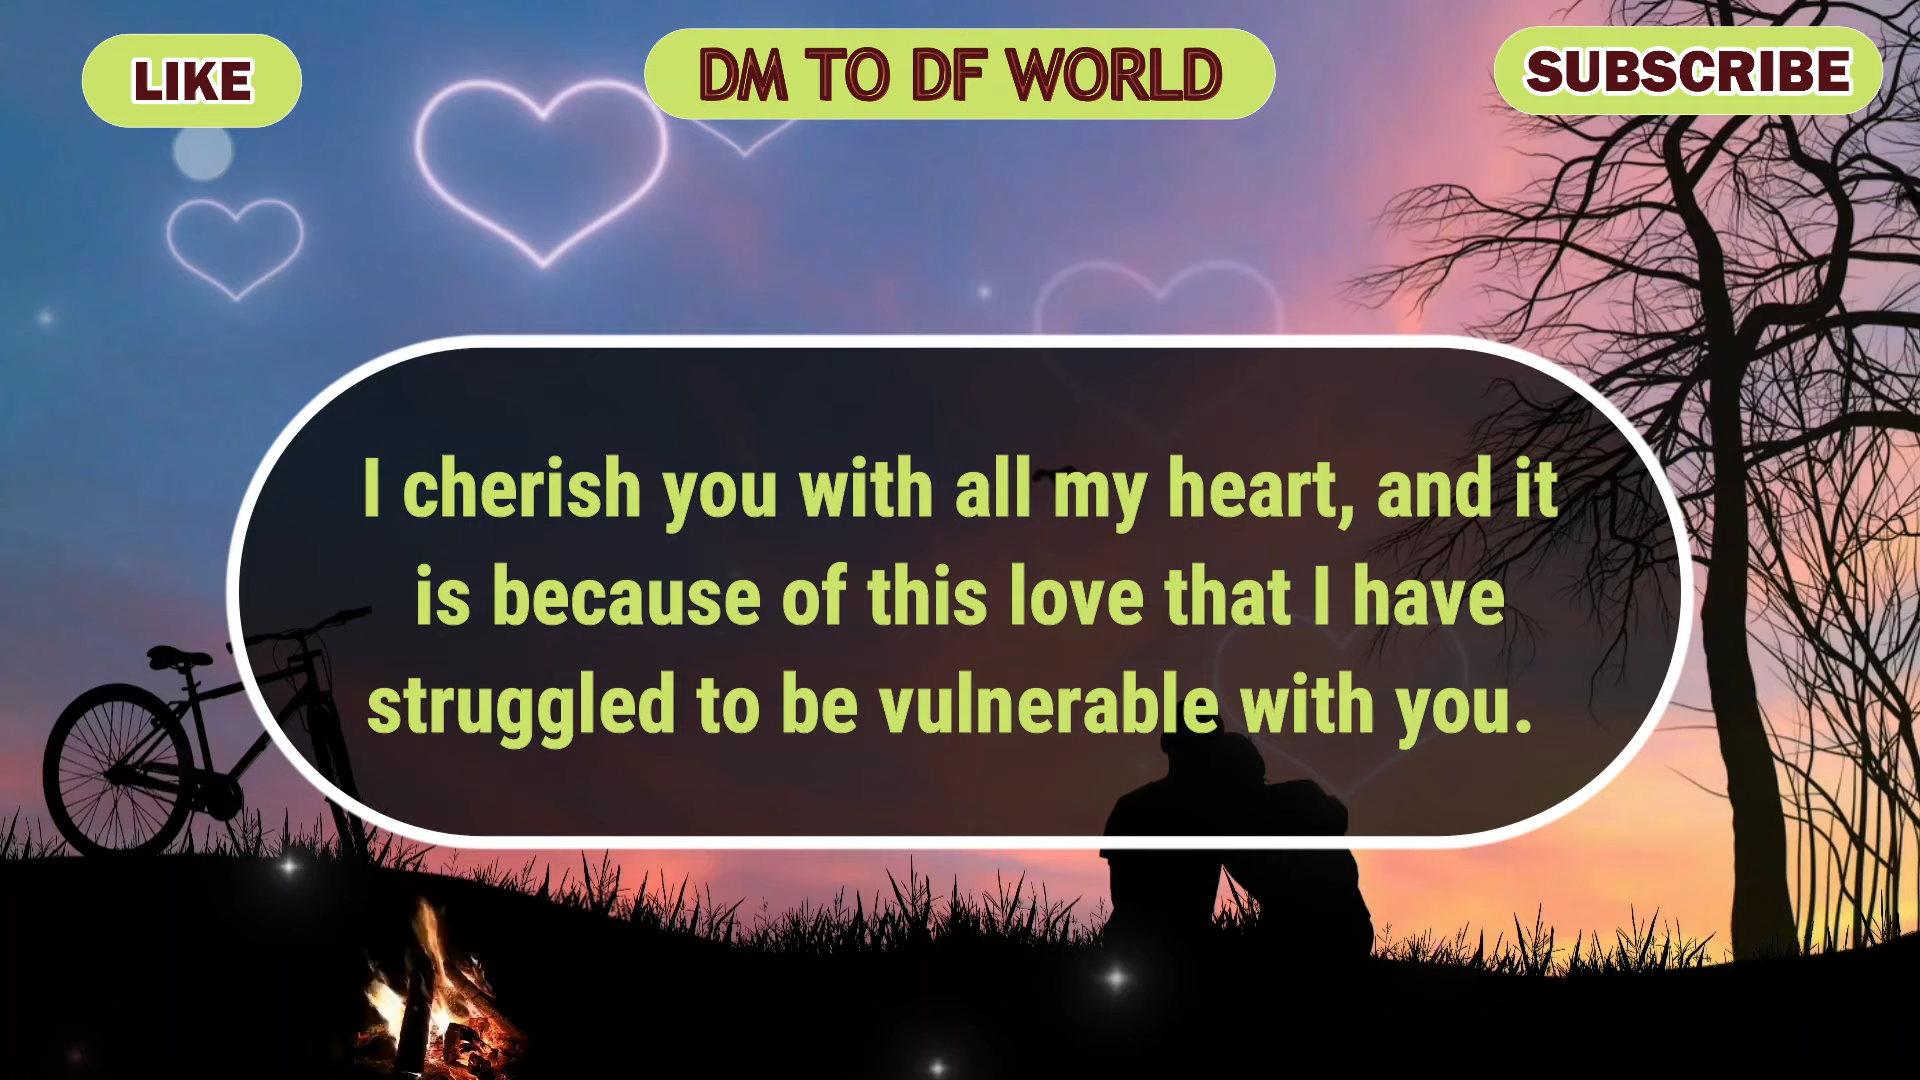 LIKE
DM TO DF WORLD
SUBSCRIBE
I cherish you with all my heart, and it
is because of this love that I have
struggled to be vulnerable with you.